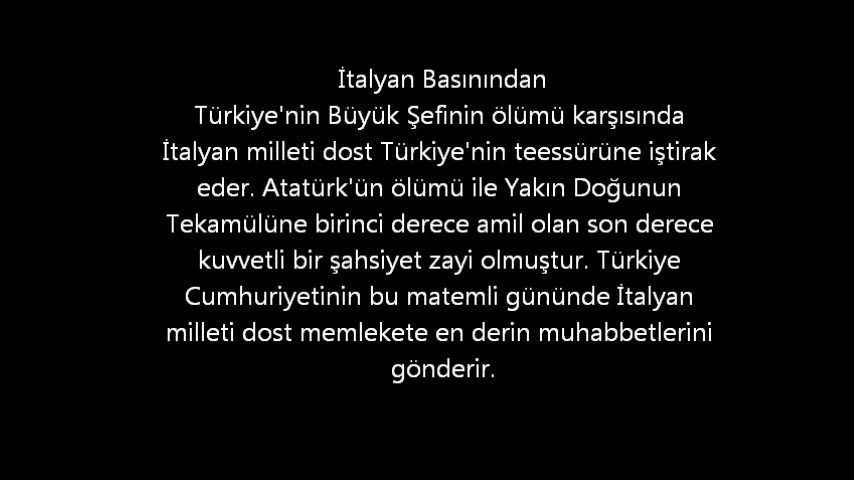 İtalyan Basınından
Türkiye'nin Büyük Şefinin ölümü karşısında
İtalyan milleti dost Türkiye'nin teessürüne iştirak
eder. Atatürk'ün ölümü ile Yakın Doğunun
Tekamülüne birinci derece amil olan son derece
kuvvetli bir şahsiyet zayi olmuştur. Türkiye
Cumhuriyetinin bu matemli gününde İtalyan
milleti dost memlekete en derin muhabbetlerini
gönderir.